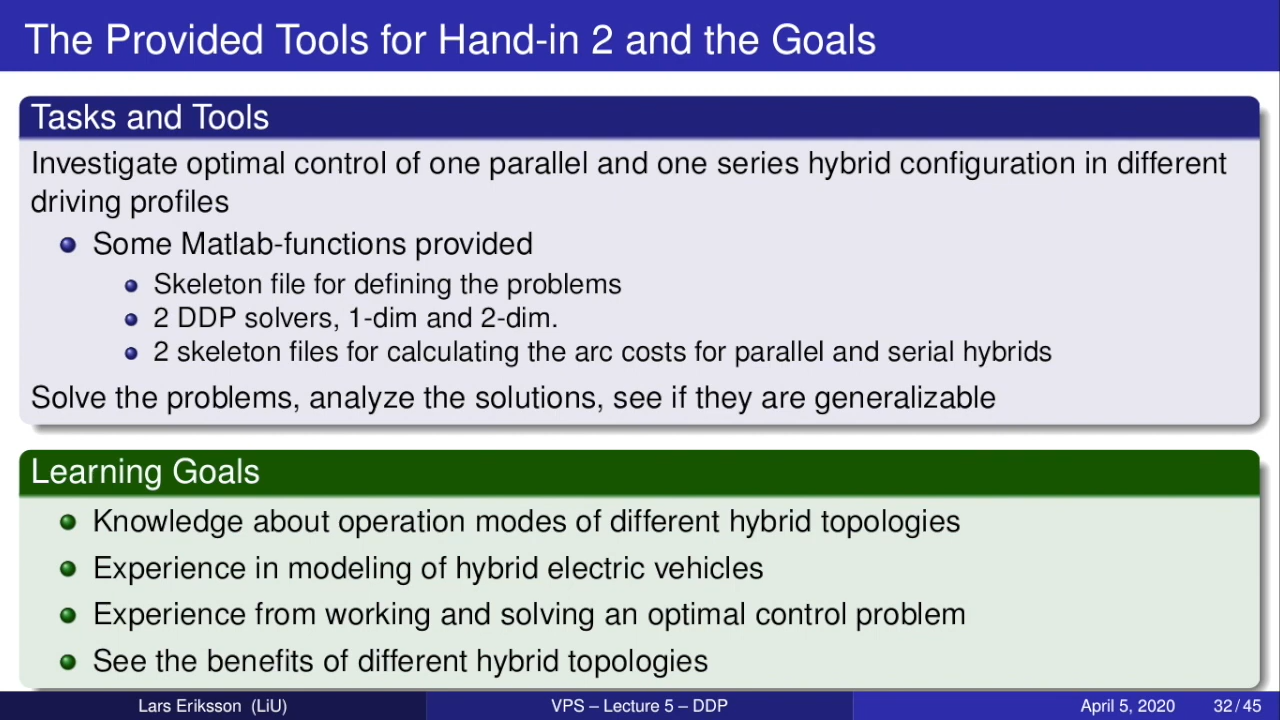 The Provided Tools for Hand-in 2 and the Goals
Tasks and Tools
Investigate optimal control of one parallel and one series hybrid configuration in different
driving profiles
Some Matlab-functions provided
Skeleton file for defining the problems
2 DDP solvers, 1-dim and 2-dim.
2 skeleton files for calculating the arc costs for parallel and serial hybrids
Solve the problems, analyze the solutions, see if they are generalizable
Learning Goals
Knowledge about operation modes of different hybrid topologies
Experience in modeling of hybrid electric vehicles
Experience from working and solving an optimal control problem
See the benefits of different hybrid topologies
Lars Eriksson (LiU) VPS – Lecture 5 – DDP April 5, 2020 32 / 45